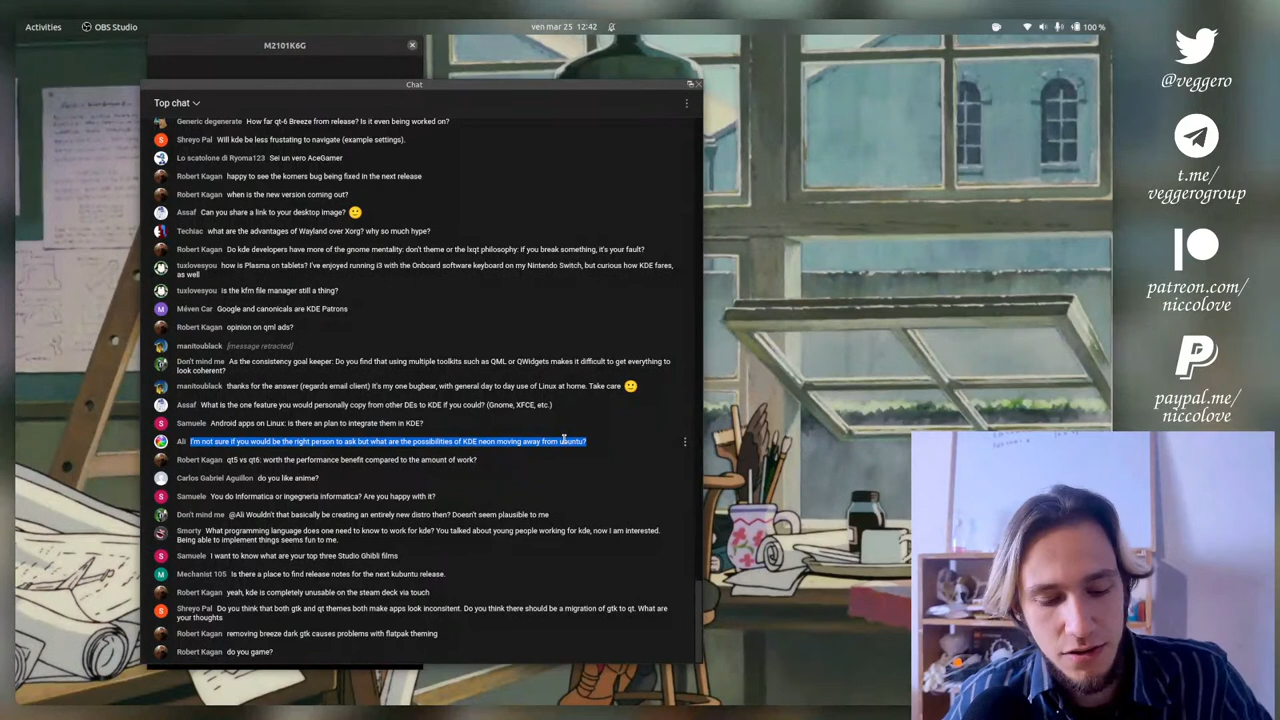 Activities
OBS Studio
ven mar 25 12:42
100 %
M2101K6G
Chat
Top chat
Generic degenerate How far qt-6 Breeze from release? Is it even being worked on?
Shreyo Pal Will kde be less frustating to navigate (example settings).
Lo scatolone di Ryoma123 Sei un vero AceGamer
Robert Kagan happy to see the korners bug being fixed in the next release
Robert Kagan when is the new version coming out?
Assaf Can you share a link to your desktop image? 🙂
Techiac what are the advantages of Wayland over Xorg? why so much hype?
Robert Kagan Do kde developers have more of the gnome mentality: don't theme or the lxqt philosophy: if you break something, it's your fault?
tuxlovesyou how is Plasma on tablets? I've enjoyed running i3 with the Onboard software keyboard on my Nintendo Switch, but curious how KDE fares,
as well
tuxlovesyou is the kfm file manager still a thing?
M Méven Car Google and canonicals are KDE Patrons
Robert Kagan opinion on qml ads?
manitoublack [message retracted]
Don't mind me As the consistency goal keeper: Do you find that using multiple toolkits such as QML or QWidgets makes it difficult to get everything to
look coherent?
manitoublack thanks for the answer (regards email client) It's my one bugbear, with general day to day use of Linux at home. Take care 🙂
Assaf What is the one feature you would personally copy from other DEs to KDE if you could? (Gnome, XFCE, etc.)
S Samuele Android apps on Linux: is there an plan to integrate them in KDE?
Ali I'm not sure if you would be the right person to ask but what are the possibilities of KDE neon moving away from ubuntu?
Robert Kagan qt5 vs qt6: worth the performance benefit compared to the amount of work?
Carlos Gabriel Aguillon do you like anime?
S Samuele You do Informatica or ingegneria informatica? Are you happy with it?
Don't mind me @Ali Wouldn't that basically be creating an entirely new distro then? Doesn't seem plausible to me
Smorty What programming language does one need to know to work for kde? You talked about young people working for kde, now I am interested.
Being able to implement things seems fun to me.
S Samuele I want to know what are your top three Studio Ghibli films
M Mechanist 105 Is there a place to find release notes for the next kubuntu release.
Robert Kagan yeah, kde is completely unusable on the steam deck via touch
S Shreyo Pal Do you think that both gtk and qt themes both make apps look inconsitent. Do you think there should be a migration of gtk to qt. What are
your thoughts
Robert Kagan removing breeze dark gtk causes problems with flatpak theming
Robert Kagan do you game?
@veggero
t.me/
veggerogroup
patreon.com/
niccolove
paypal.me/
niccolove